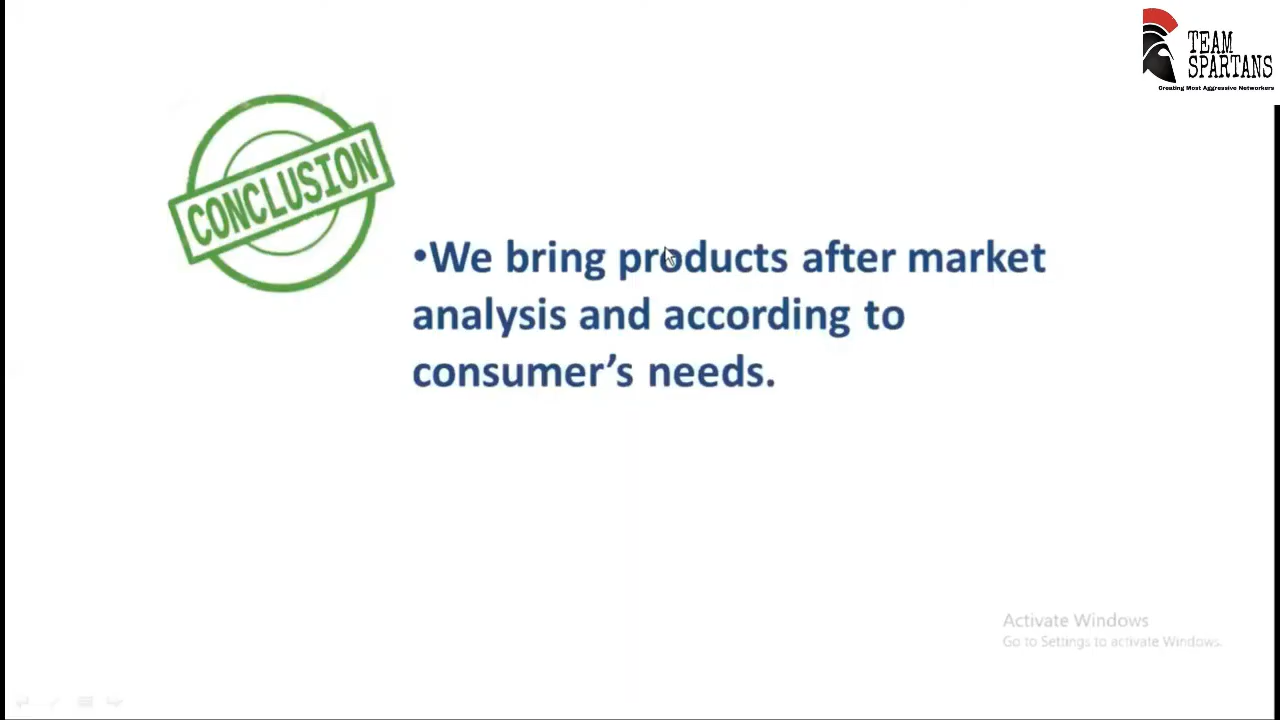 TEAM
SPARTANS
Creating Most Aggressive Networkers
CONCLUSION
•We bring products after market
analysis and according to
consumer’s needs.
Activate Windows
Go to Settings to activate Windows.